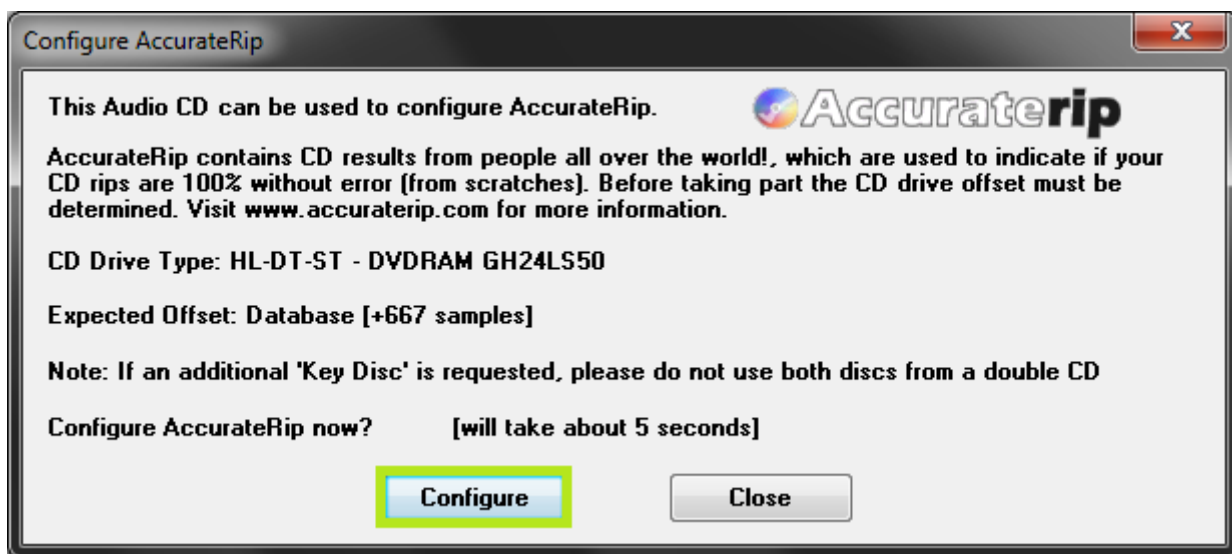 Configure AccurateRip
x
This Audio CD can be used to configure AccurateRip.
Accuraterip
AccurateRip contains CD results from people all over the world!, which are used to indicate if your
CD rips are 100% without error (from scratches). Before taking part the CD drive offset must be
determined. Visit www.accuraterip.com for more information.
CD Drive Type: HL-DT-ST - DVDRAM GH24LS50
Expected Offset: Database [+667 samples]
Note: If an additional 'Key Disc' is requested, please do not use both discs from a double CD
Configure AccurateRip now? [will take about 5 seconds]
Configure
Close